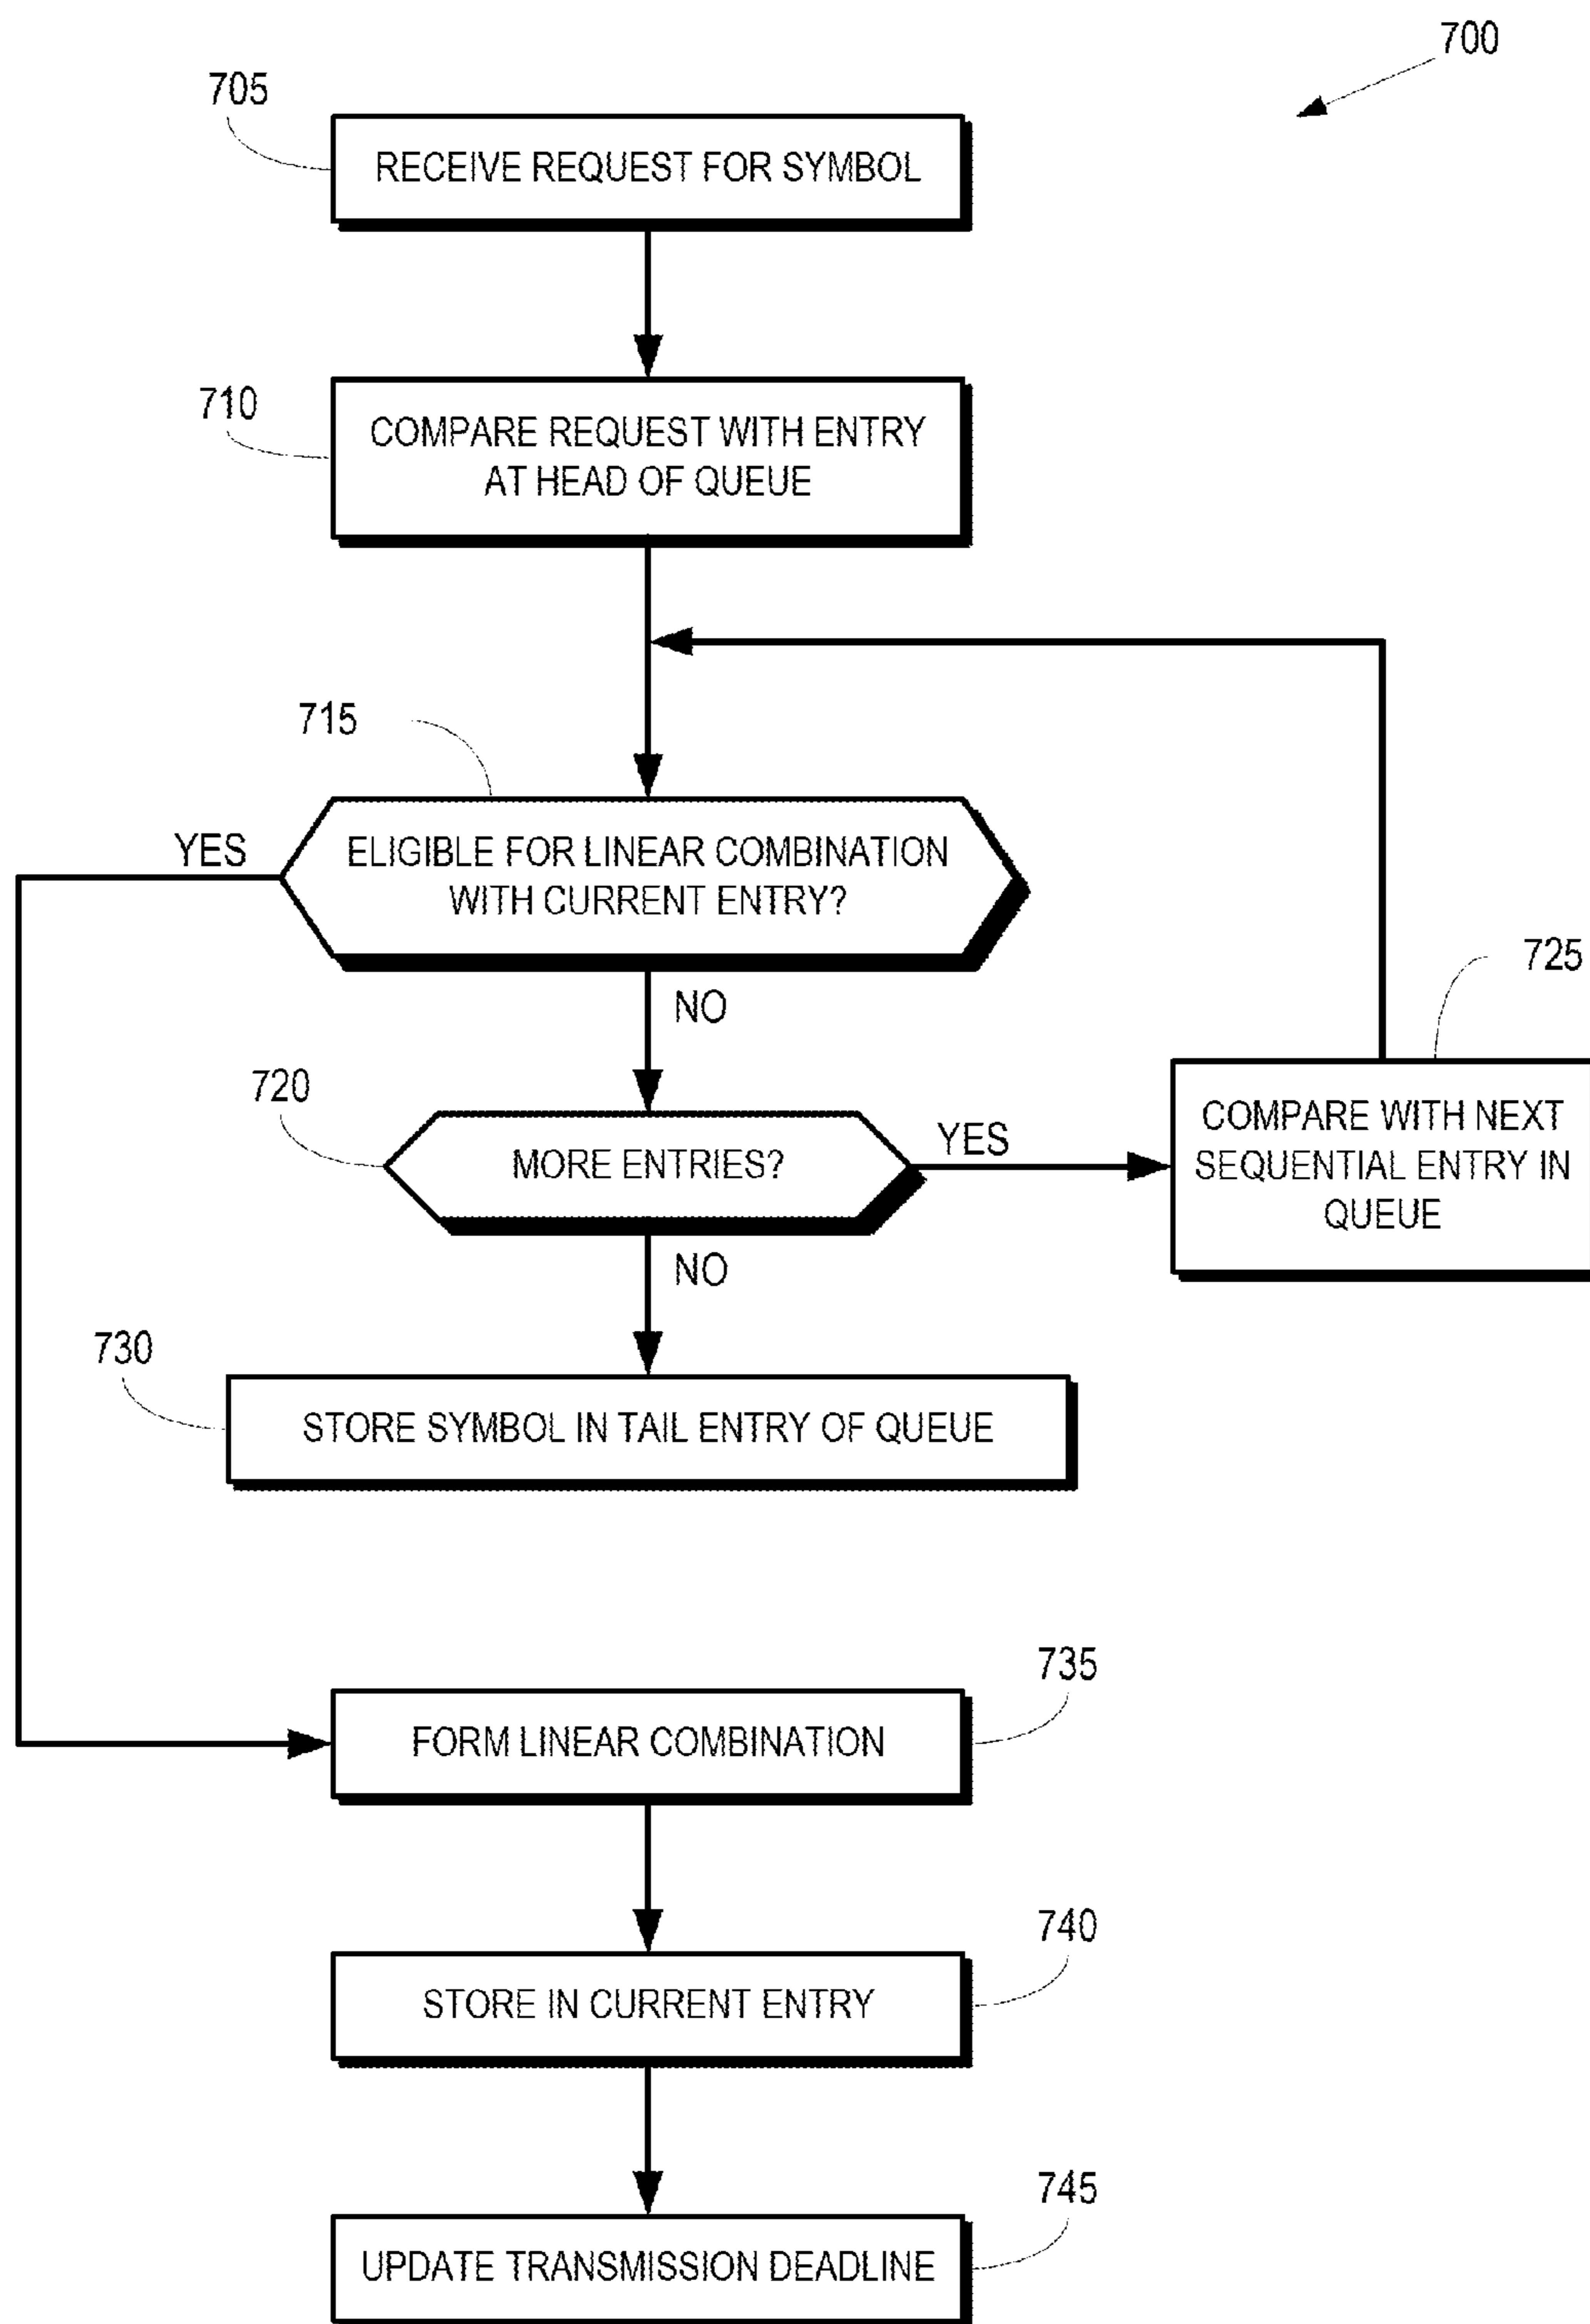 700
705
RECEIVE REQUEST FOR SYMBOL
710
COMPARE REQUEST WITH ENTRY
AT HEAD OF QUEUE
715
YES
ELIGIBLE FOR LINEAR COMBINATION
WITH CURRENT ENTRY?
NO
725
COMPARE WITH NEXT
SEQUENTIAL ENTRY IN
QUEUE
720
MORE ENTRIES?
YES
NO
730
STORE SYMBOL IN TAIL ENTRY OF QUEUE
735
FORM LINEAR COMBINATION
740
STORE IN CURRENT ENTRY
745
UPDATE TRANSMISSION DEADLINE